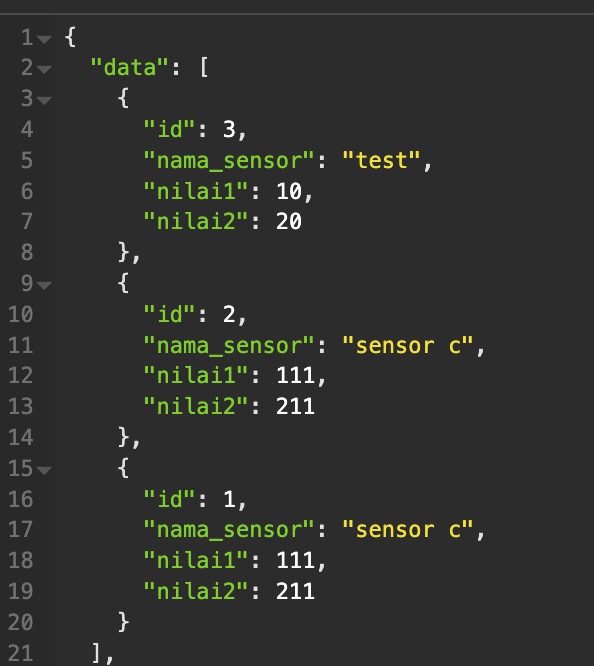 1 {
2 "data": [
3 {
4 "id": 3,
5 "nama_sensor": "test",
6 "nilai1": 10,
7 "nilai2": 20
8 },
9 {
10 "id": 2,
11 "nama_sensor": "sensor c",
12 "nilai1": 111,
13 "nilai2": 211
14 },
15 {
16 "id": 1,
17 "nama_sensor": "sensor c",
18 "nilai1": 111,
19 "nilai2": 211
20 }
21 ],